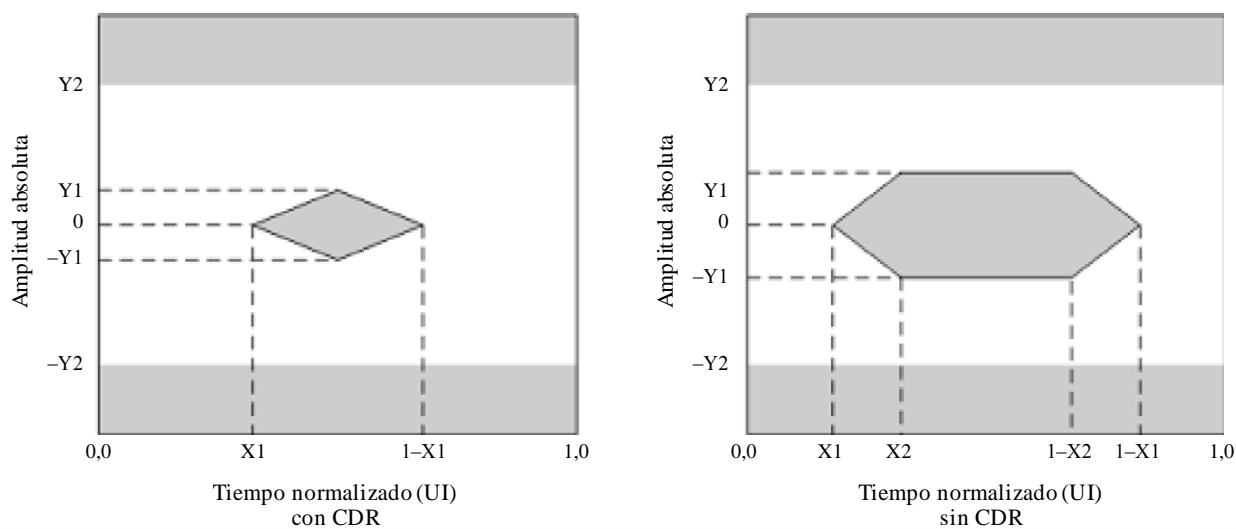 Y2
Y1
0
–Y1
–Y2
Amplitud absoluta
0,0
X1
1–X1
1,0
Tiempo normalizado (UI)
con CDR
Y2
Y1
0
–Y1
–Y2
Amplitud absoluta
0,0
X1
X2
1–X2
1–X1
1,0
Tiempo normalizado (UI)
sin CDR